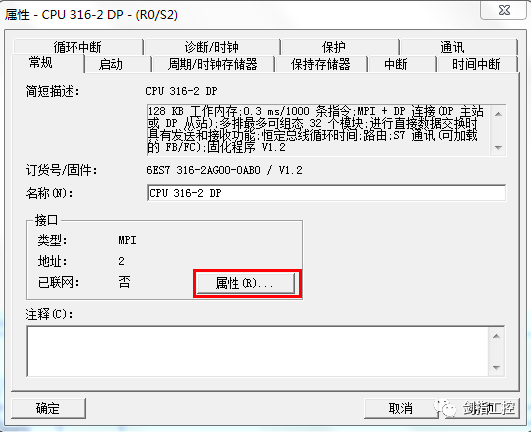 属性 - CPU 316-2 DP - (R0/S2)
循环中断 诊断/时钟 保护 通讯
常规 启动 周期/时钟存储器 保持存储器 中断 时间中断
简短描述: CPU 316-2 DP
128 KB 工作内存;0.3 ms/1000 条指令;MPI + DP 连接(DP 主站
或 DP 从站);多排最多可组态 32 个模块;进行直接数据交换时
具有发送和接收功能;恒定总线循环时间;路由;S7 通讯(可加载
的 FB/FC);固化程序 V1.2
订货号/固件: 6ES7 316-2AG00-0AB0 / V1.2
名称(N): CPU 316-2 DP
接口
类型: MPI
地址: 2
已联网: 否 属性(R)...
注释(C):
确定 取消
剑指工控